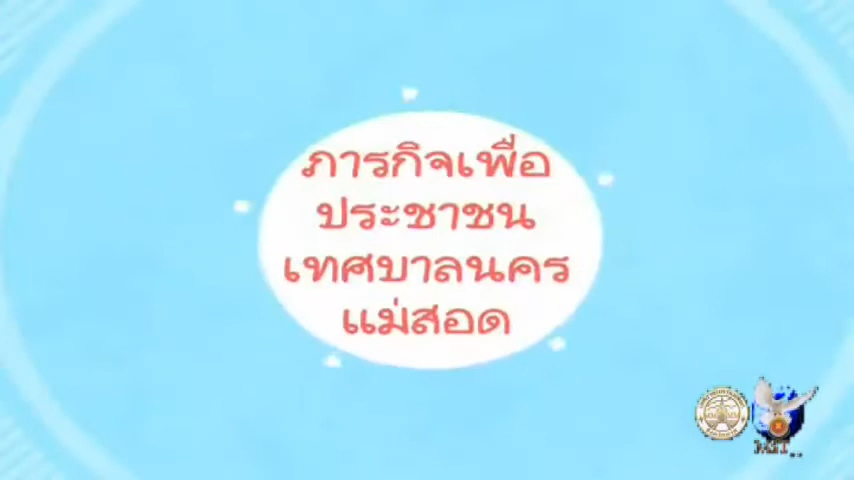 ภารกิจเพื่อ
ประชาชน
เทศบาลนคร
แม่สอด